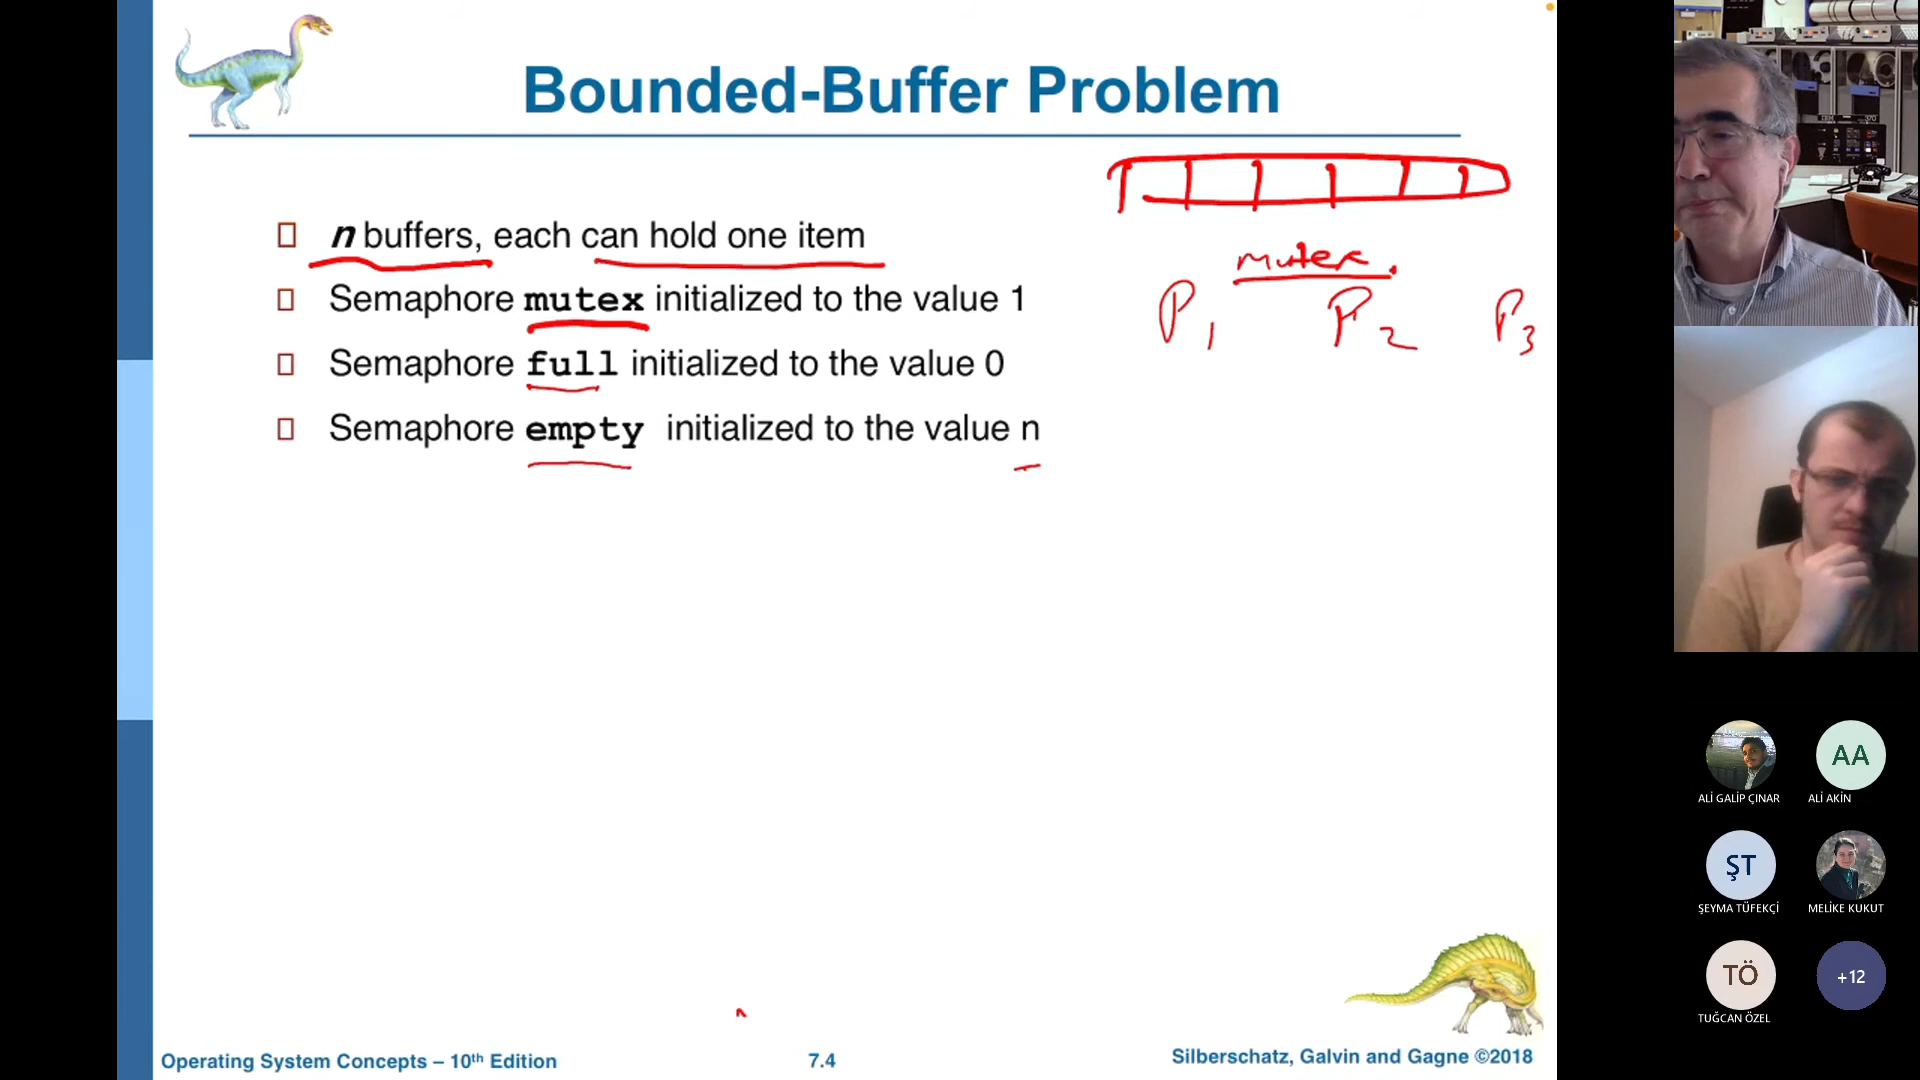 Bounded-Buffer Problem
n buffers, each can hold one item
Semaphore mutex initialized to the value 1
Semaphore full initialized to the value 0
Semaphore empty initialized to the value n
mutex.
P1 P2 P3
Operating System Concepts – 10th Edition
7.4
Silberschatz, Galvin and Gagne ©2018
ALİ GALİP ÇINAR
AA
ALİ AKİN
ŞT
ŞEYMA TÜFEKÇİ
MELİKE KUKUT
TÖ
TUĞCAN ÖZEL
+12